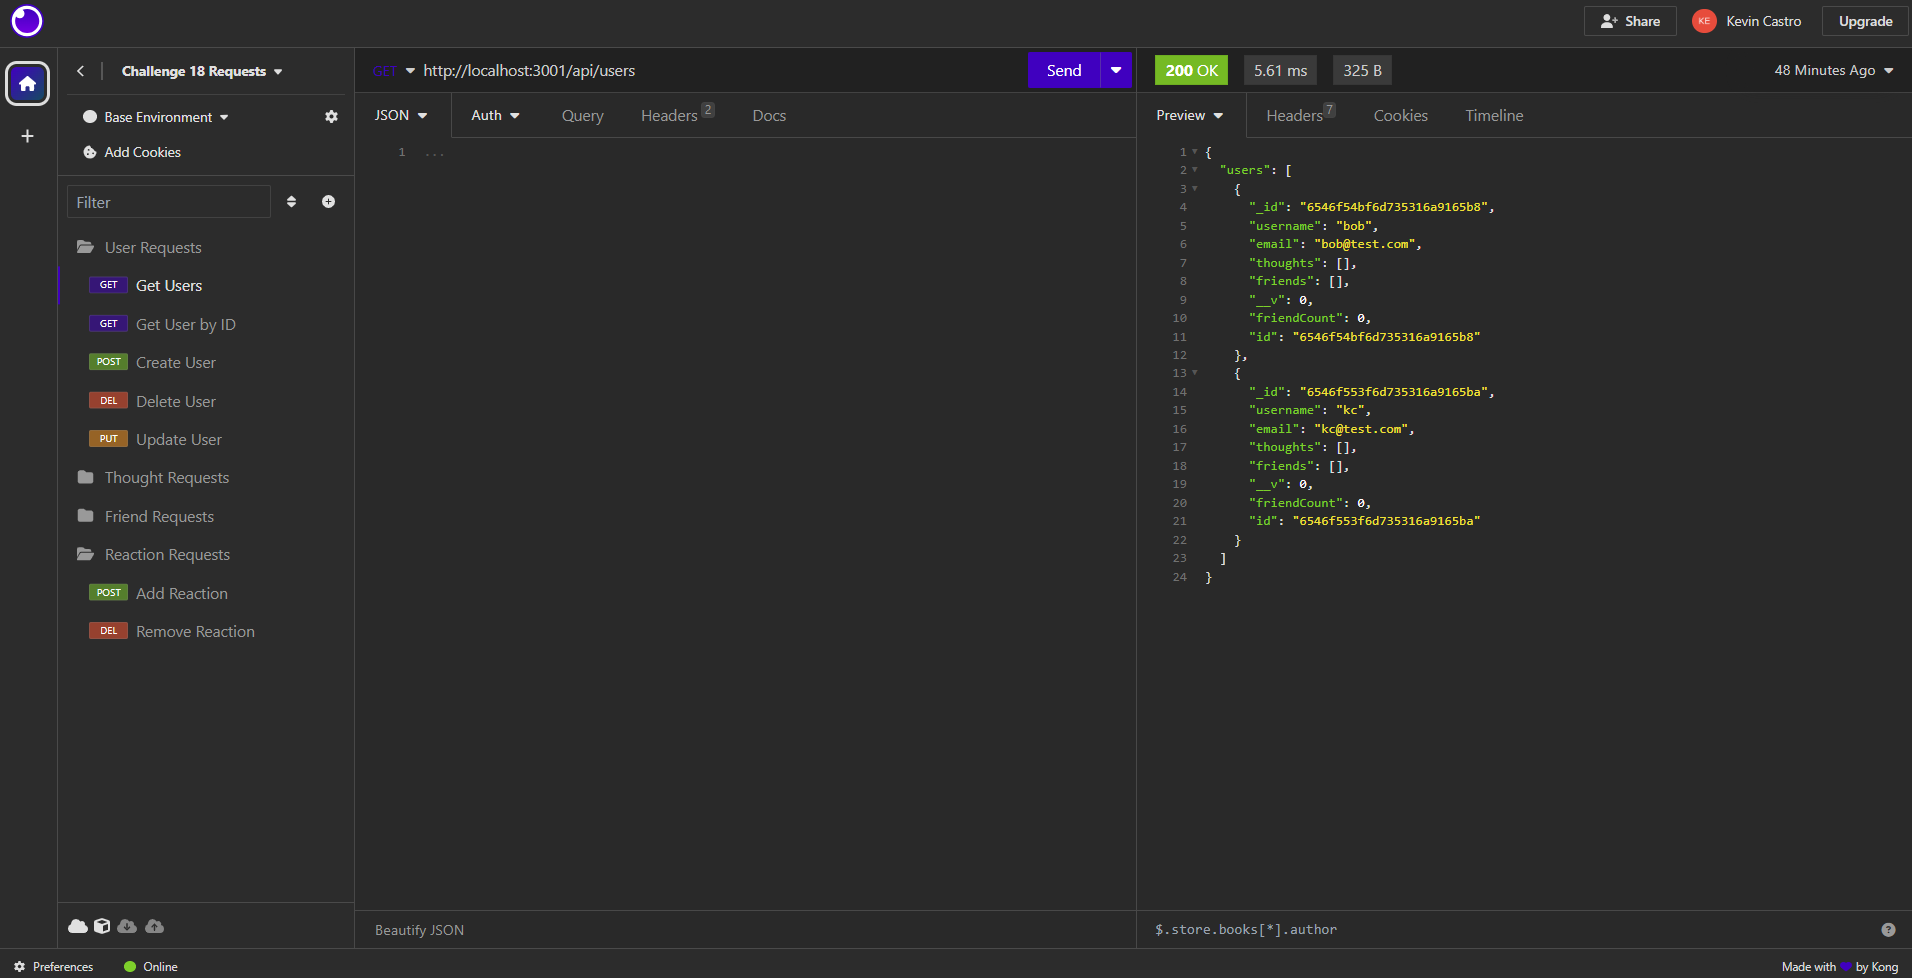 Share
KE
Kevin Castro
Upgrade
Challenge 18 Requests
Base Environment
Add Cookies
Filter
User Requests
GET Get Users
GET Get User by ID
POST Create User
DEL Delete User
PUT Update User
Thought Requests
Friend Requests
Reaction Requests
POST Add Reaction
DEL Remove Reaction
GET http://localhost:3001/api/users
Send
JSON Auth Query Headers 2 Docs
1 ...
Beautify JSON
200 OK 5.61 ms 325 B 48 Minutes Ago
Preview Headers 7 Cookies Timeline
1 {
2 "users": [
3 {
4 "_id": "6546f54bf6d735316a9165b8",
5 "username": "bob",
6 "email": "bob@test.com",
7 "thoughts": [],
8 "friends": [],
9 "__v": 0,
10 "friendCount": 0,
11 "id": "6546f54bf6d735316a9165b8"
12 },
13 {
14 "_id": "6546f553f6d735316a9165ba",
15 "username": "kc",
16 "email": "kc@test.com",
17 "thoughts": [],
18 "friends": [],
19 "__v": 0,
20 "friendCount": 0,
21 "id": "6546f553f6d735316a9165ba"
22 }
23 ]
24 }
$.store.books[*].author
?
Preferences
Online
Made with by Kong